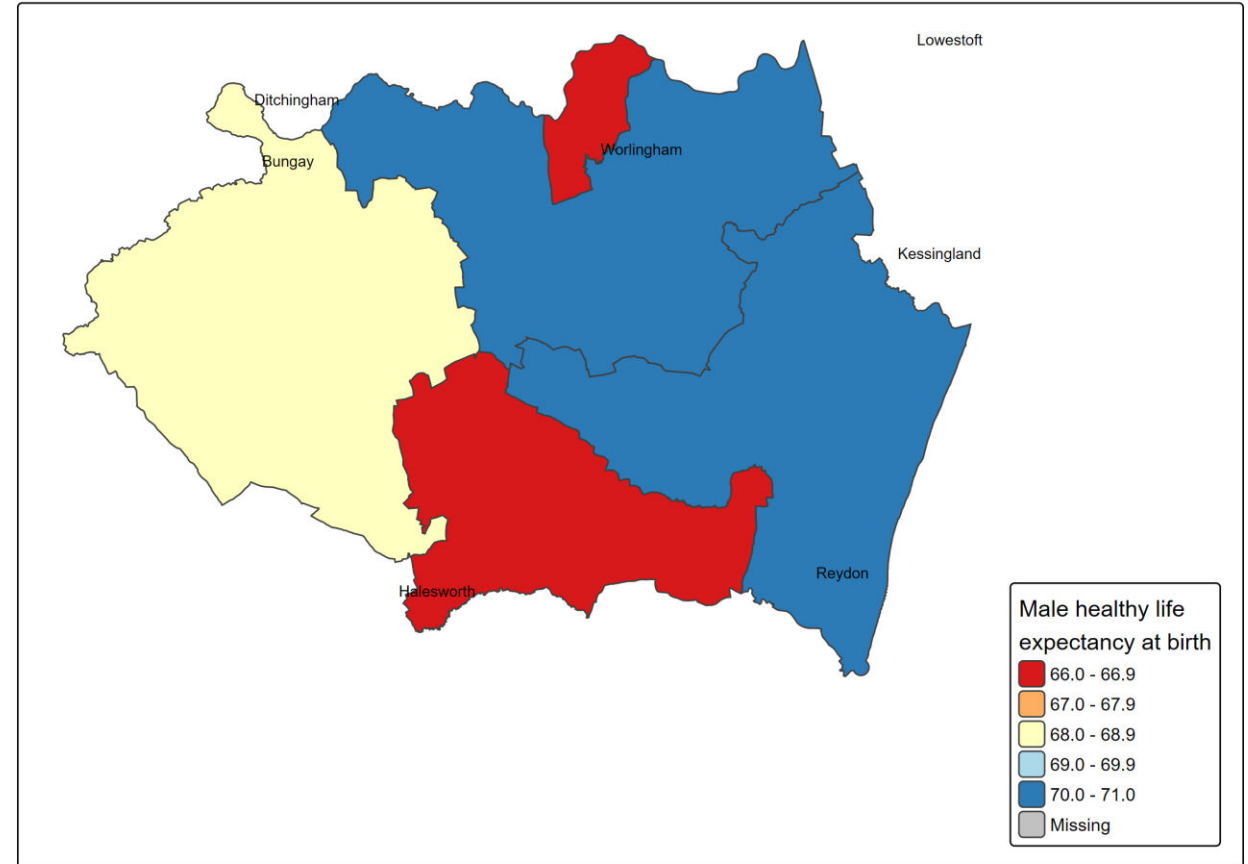 Lowestoft
Ditchingham
Bungay
Worlingham
Kessingland
Reydon
Halesworth
Male healthy life
expectancy at birth
66.0 - 66.9
67.0 - 67.9
68.0 - 68.9
69.0 - 69.9
70.0 - 71.0
Missing